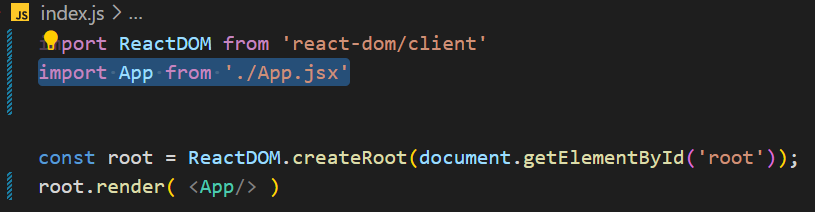 JS index.js > ...
import ReactDOM from 'react-dom/client'
import App from './App.jsx'
const root = ReactDOM.createRoot(document.getElementById('root'));
root.render( <App/> )